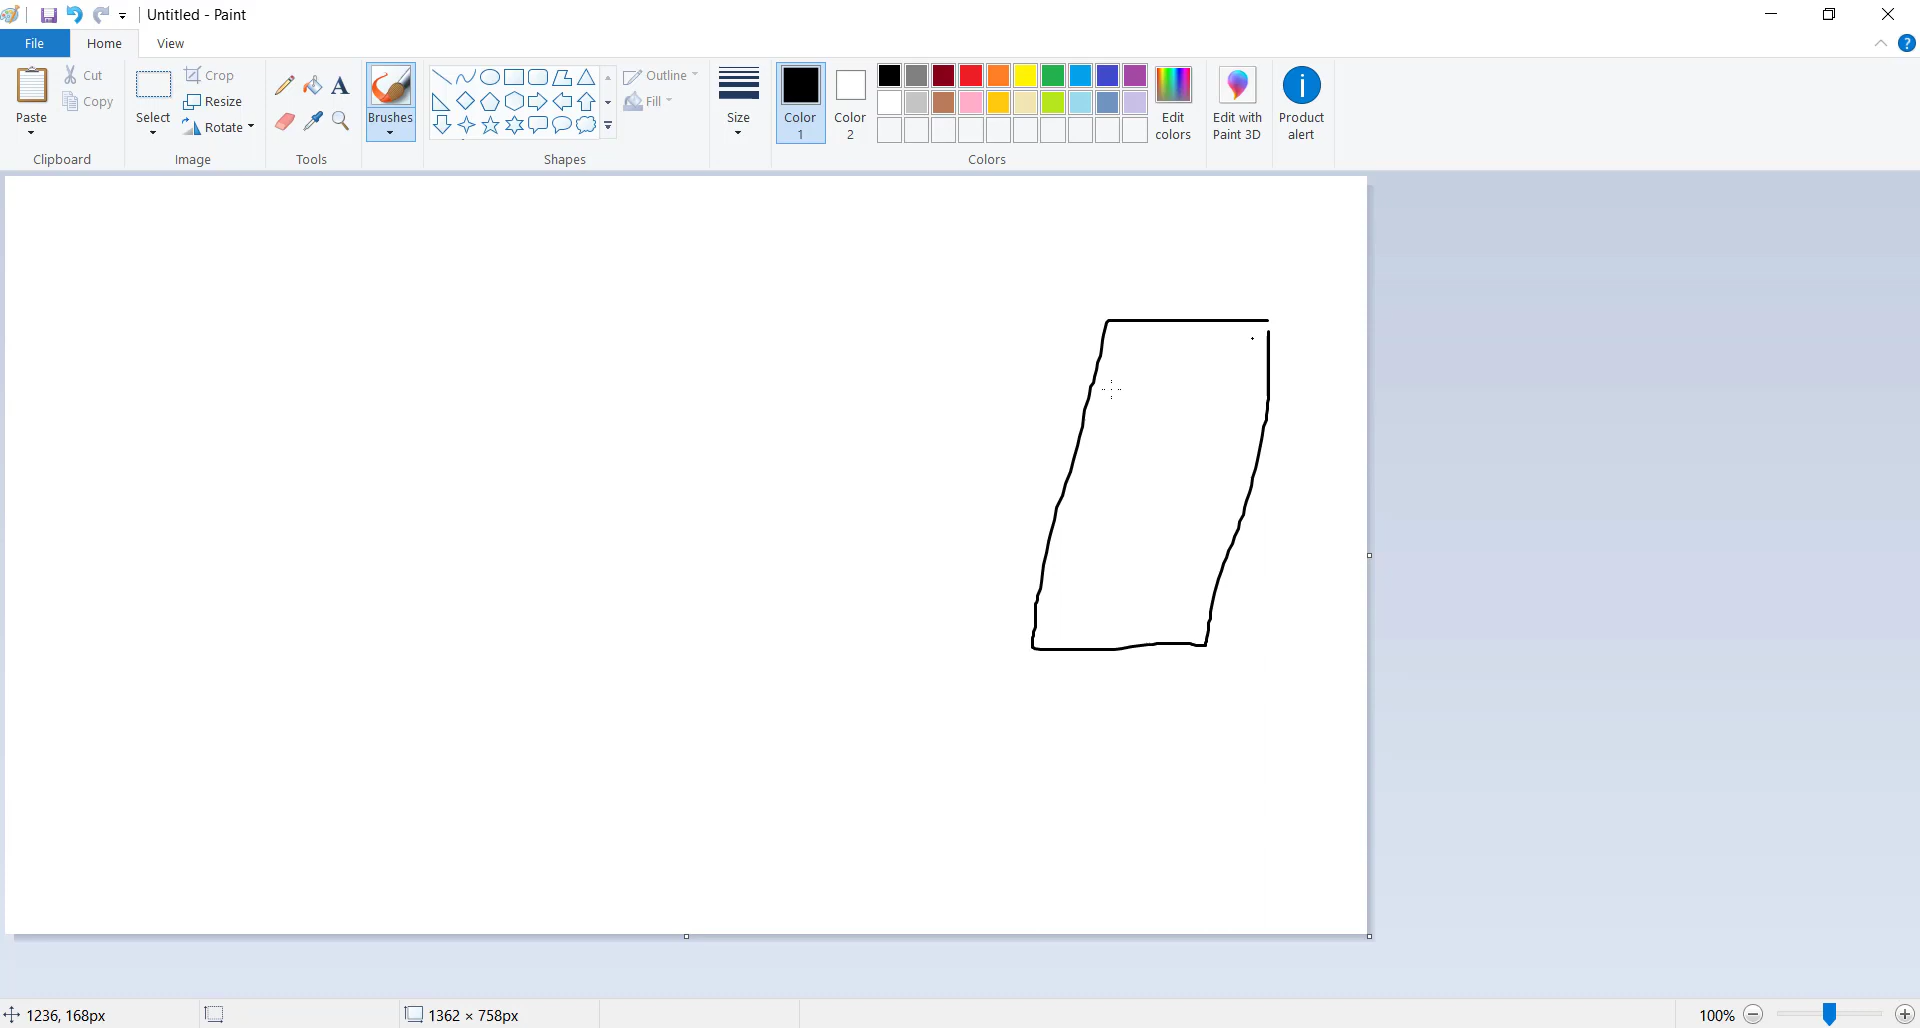 Untitled - Paint
File Home View
Paste Cut Copy Clipboard
Select Crop Resize Rotate Image
Tools
Brushes
Outline Fill Shapes
Size
Color 1 Color 2 Edit colors Colors
Edit with Paint 3D
Product alert
1236, 168px 1362 × 758px 100%